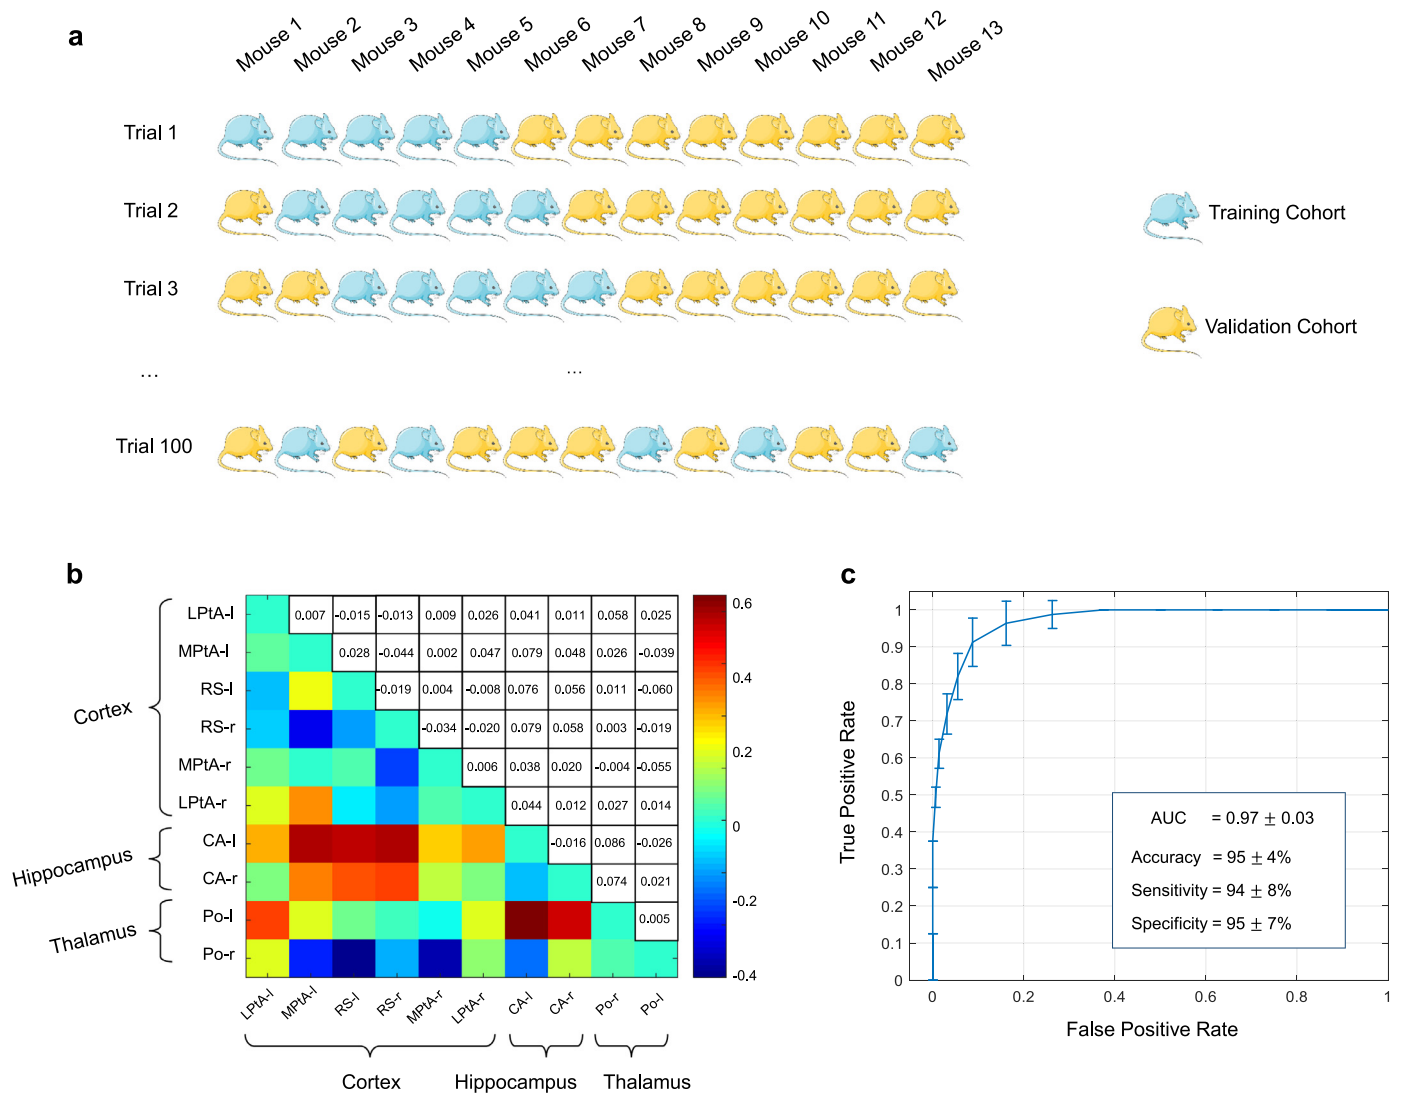 a
Mouse 1 Mouse 2 Mouse 3 Mouse 4 Mouse 5 Mouse 6 Mouse 7 Mouse 8 Mouse 9 Mouse 10 Mouse 11 Mouse 12 Mouse 13
Trial 1
Trial 2
Training Cohort
Trial 3
Validation Cohort
... ...
Trial 100
b
LPtA-l 0.007 -0.015 -0.013 0.009 0.026 0.041 0.011 0.058 0.025
MPtA-l 0.028 -0.044 0.002 0.047 0.079 0.048 0.026 -0.039
RS-l -0.019 0.004 -0.008 0.076 0.056 0.011 -0.060
Cortex
RS-r -0.034 -0.020 0.079 0.058 0.003 -0.019
MPtA-r 0.006 0.038 0.020 -0.004 -0.055
LPtA-r 0.044 0.012 0.027 0.014
CA-l -0.016 0.086 -0.026
Hippocampus
CA-r 0.074 0.021
Po-l 0.005
Thalamus
Po-r
0.6
0.4
0.2
0
-0.2
-0.4
LPtA-l MPtA-l RS-l RS-r MPtA-r LPtA-r CA-l CA-r Po-r Po-l
Cortex Hippocampus Thalamus
c
True Positive Rate
1
0.9
0.8
0.7
0.6
0.5
0.4
0.3
0.2
0.1
0
AUC = 0.97 ± 0.03
Accuracy = 95 ± 4%
Sensitivity = 94 ± 8%
Specificity = 95 ± 7%
0 0.2 0.4 0.6 0.8 1
False Positive Rate